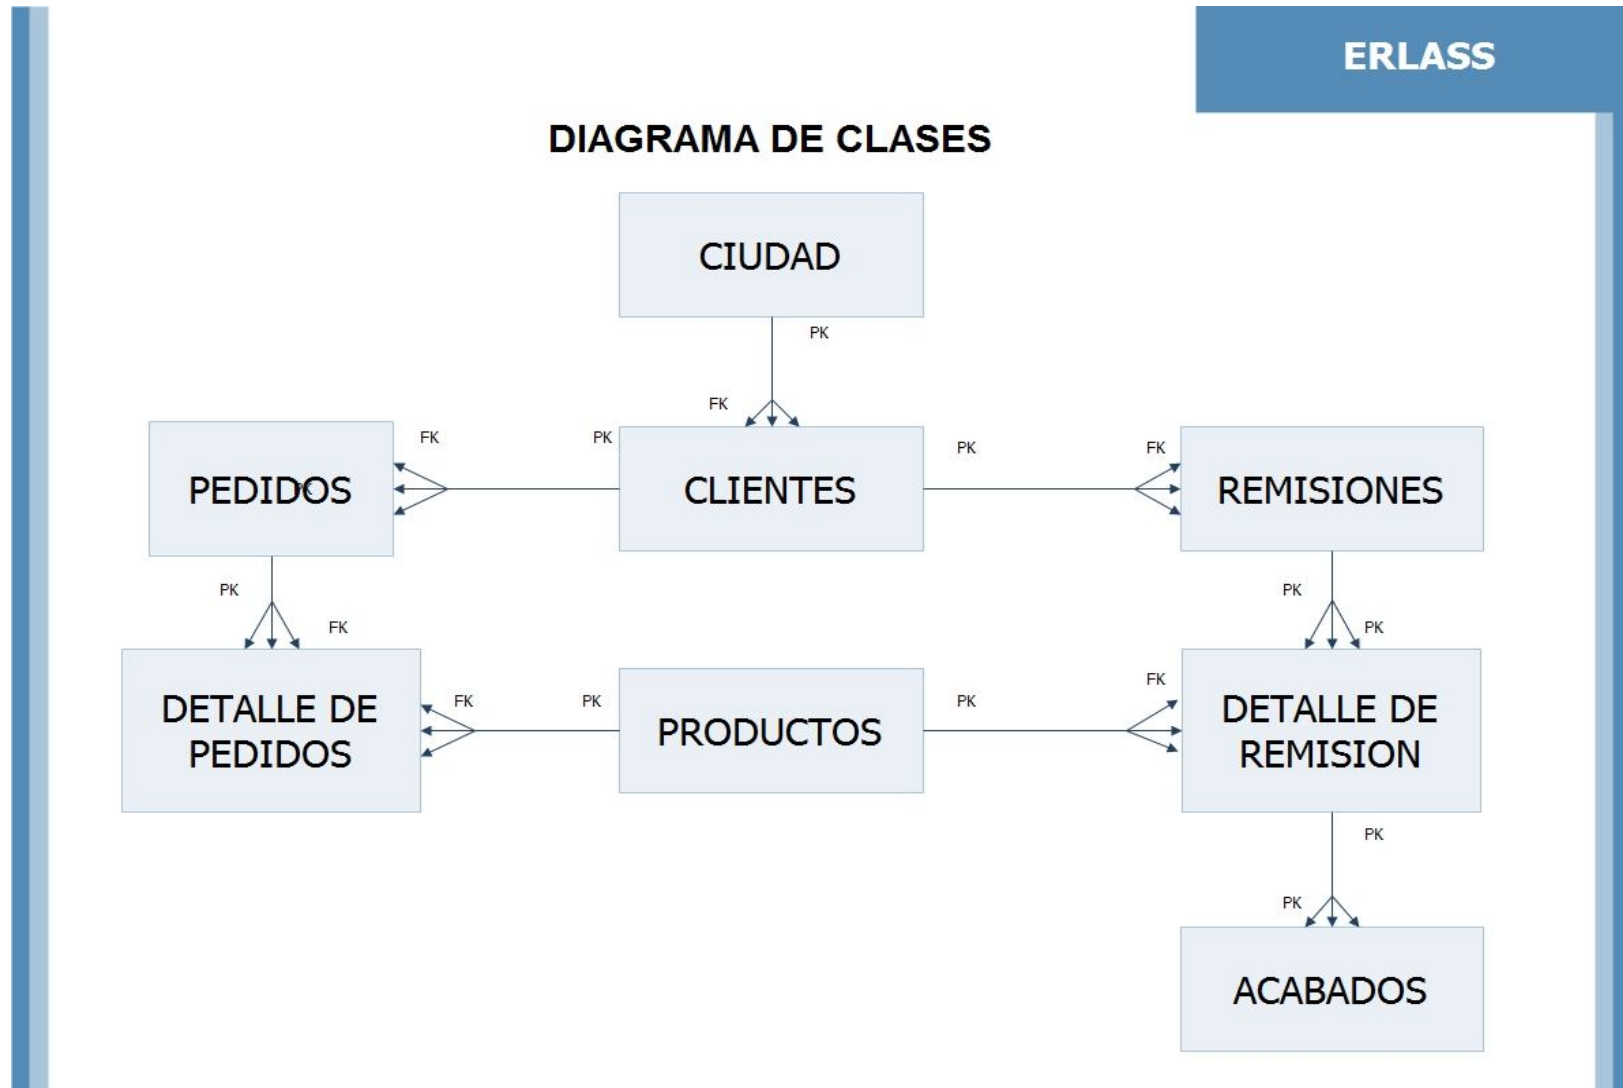 ERLASS
DIAGRAMA DE CLASES
CIUDAD
PK
FK
FK
PK
PK
FK
PEDIDOS
PK
CLIENTES
REMISIONES
PK
PK
FK
PK
FK
PK
PK
FK
DETALLE DE
PEDIDOS
PRODUCTOS
DETALLE DE
REMISION
PK
PK
ACABADOS